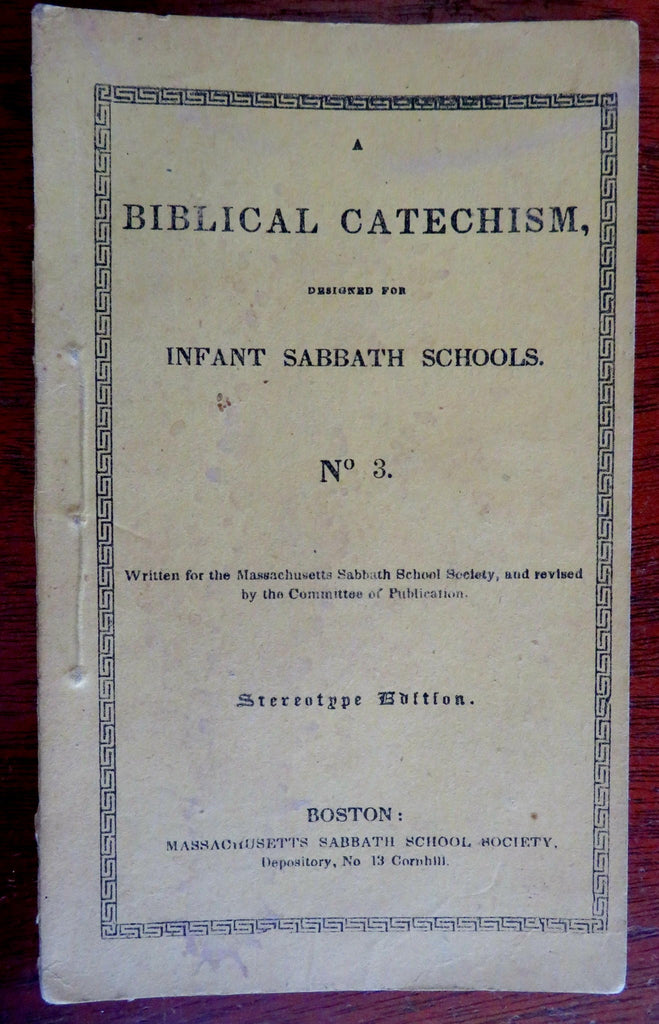 A
BIBLICAL CATECHISM,
DESIGNED FOR
INFANT SABBATH SCHOOLS.
Nº 3.
Written for the Massachusetts Sabbath School Society, and revised
by the Committee of Publication.
Stereotype Edition.
BOSTON:
MASSACHUSETTS SABBATH SCHOOL SOCIETY,
Depository, No 13 Cornhill.